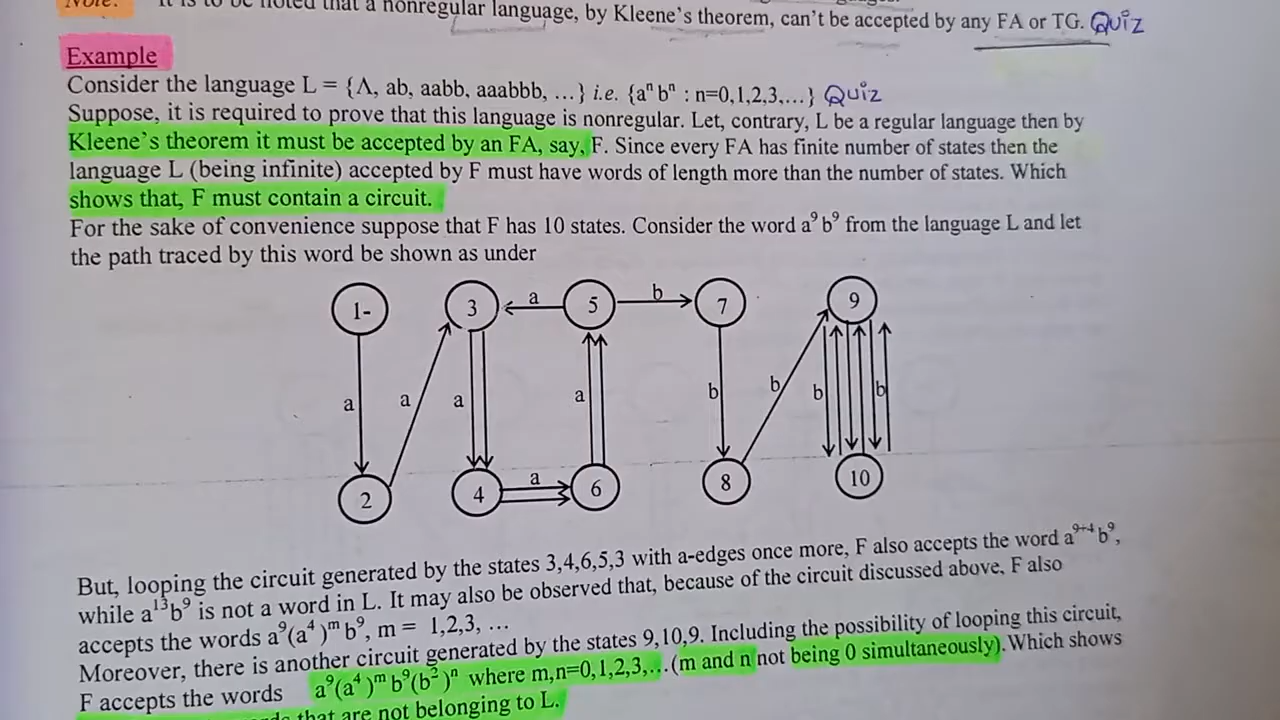 Note: It is to be noted that a nonregular language, by Kleene's theorem, can't be accepted by any FA or TG. Quiz
Example
Consider the language L = {Λ, ab, aabb, aaabbb, …} i.e. {aⁿ bⁿ : n=0,1,2,3,…} Quiz
Suppose, it is required to prove that this language is nonregular. Let, contrary, L be a regular language then by
Kleene's theorem it must be accepted by an FA, say, F. Since every FA has finite number of states then the
language L (being infinite) accepted by F must have words of length more than the number of states. Which
shows that, F must contain a circuit.
For the sake of convenience suppose that F has 10 states. Consider the word a⁹ b⁹ from the language L and let
the path traced by this word be shown as under
1- 3 a 5 b 7 9
a a a a b b b b
2 4 a 6 8 10
But, looping the circuit generated by the states 3,4,6,5,3 with a-edges once more, F also accepts the word a⁹⁺⁴ b⁹,
while a¹³b⁹ is not a word in L. It may also be observed that, because of the circuit discussed above, F also
accepts the words a⁹(a⁴)ᵐ b⁹, m = 1,2,3, …
Moreover, there is another circuit generated by the states 9,10,9. Including the possibility of looping this circuit,
F accepts the words a⁹(a⁴)ᵐ b⁹(b²)ⁿ where m,n=0,1,2,3,…(m and n not being 0 simultaneously). Which shows
that are not belonging to L.